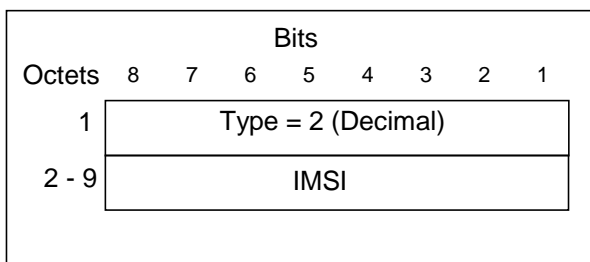 Bits
Octets 8 7 6 5 4 3 2 1
1 Type = 2 (Decimal)
2 - 9 IMSI